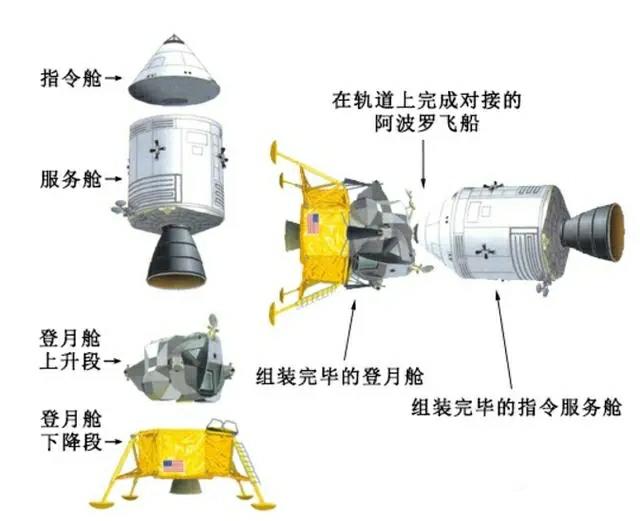 指令舱
服务舱
登月舱
上升段
登月舱
下降段
在轨道上完成对接的
阿波罗飞船
组装完毕的登月舱
组装完毕的指令服务舱